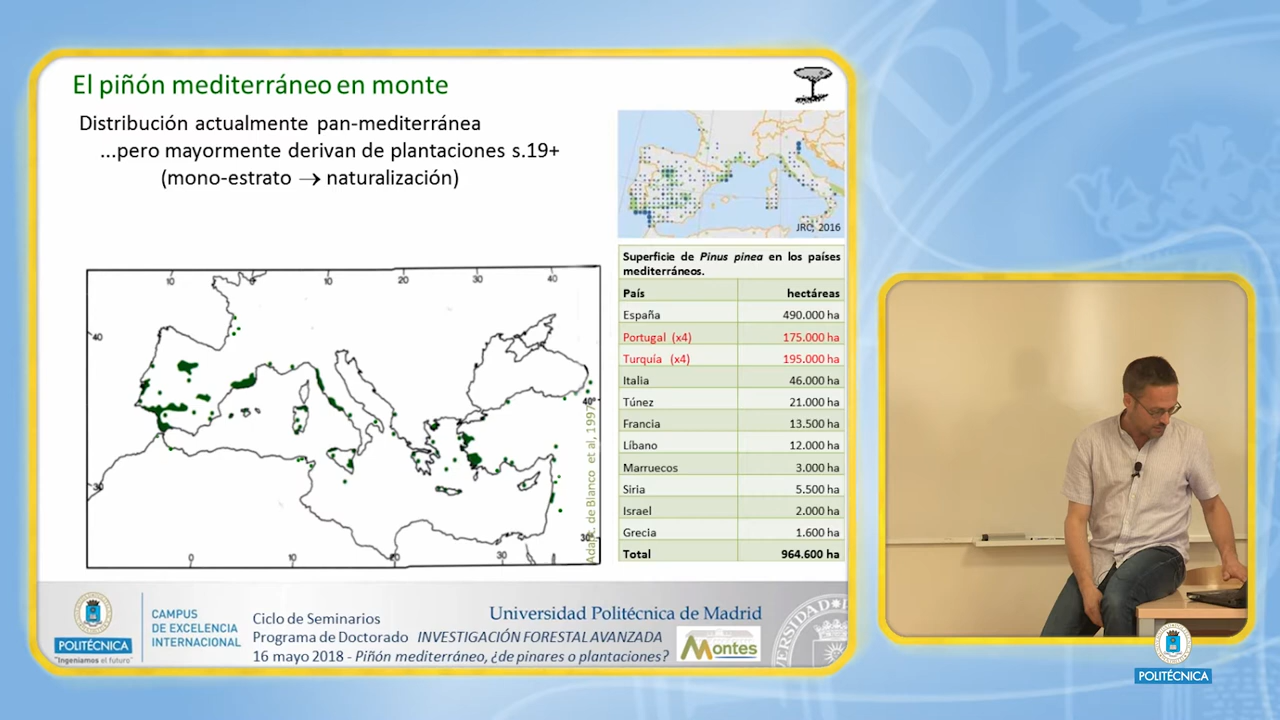 El piñón mediterráneo en monte
Distribución actualmente pan-mediterránea
...pero mayormente derivan de plantaciones s.19+
(mono-estrato → naturalización)
JRC, 2016
Superficie de Pinus pinea en los países
mediterráneos.
País hectáreas
España 490.000 ha
Portugal (x4) 175.000 ha
Turquía (x4) 195.000 ha
Italia 46.000 ha
Túnez 21.000 ha
Francia 13.500 ha
Líbano 12.000 ha
Marruecos 3.000 ha
Siria 5.500 ha
Israel 2.000 ha
Grecia 1.600 ha
Total 964.600 ha
10 0 10 20 30 40
40 40°
30 30°
0 10 20 30
Adapt. de Blanco et al, 1997
POLITÉCNICA
"Ingeniamos el futuro"
CAMPUS
DE EXCELENCIA
INTERNACIONAL
Ciclo de Seminarios
Universidad Politécnica de Madrid
Programa de Doctorado INVESTIGACIÓN FORESTAL AVANZADA
16 mayo 2018 - Piñón mediterráneo, ¿de pinares o plantaciones?
Montes
POLITÉCNICA